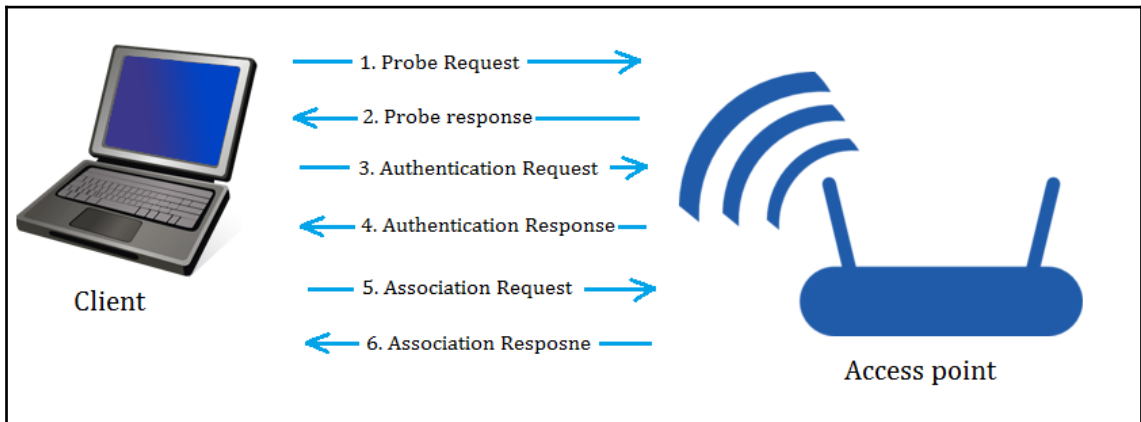 1. Probe Request
2. Probe response
3. Authentication Request
4. Authentication Response
5. Association Request
6. Association Resposne
Client
Access point